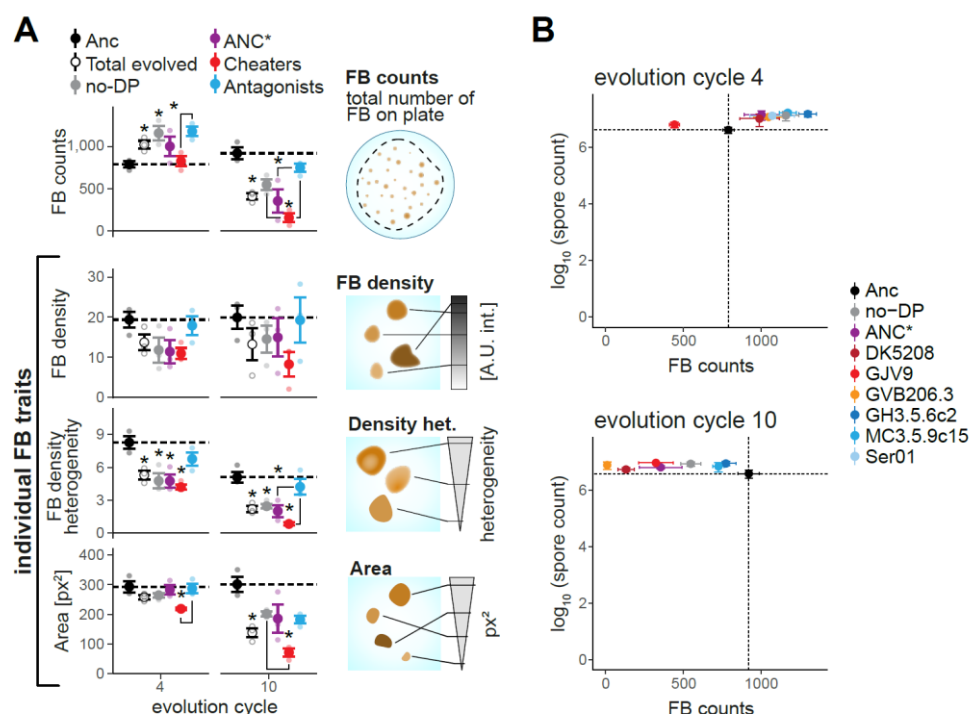 A
Anc
Total evolved
no-DP
ANC*
Cheaters
Antagonists
FB counts
total number of
FB on plate
FB counts
1,000
500
0
* * * *
* * * * *
individual FB traits
FB density
30
20
10
0
FB density
[A.U. int.]
FB density
heterogeneity
9
6
3
0
* * * *
* * * * *
Density het.
heterogeneity
Area [px²]
400
300
200
100
0
*
* *
Area
px²
4
10
evolution cycle
B
evolution cycle 4
log10 (spore count)
6
4
2
0
0
500
1000
FB counts
Anc
no−DP
ANC*
DK5208
GJV9
GVB206.3
GH3.5.6c2
MC3.5.9c15
Ser01
evolution cycle 10
log10 (spore count)
6
4
2
0
0
500
1000
FB counts